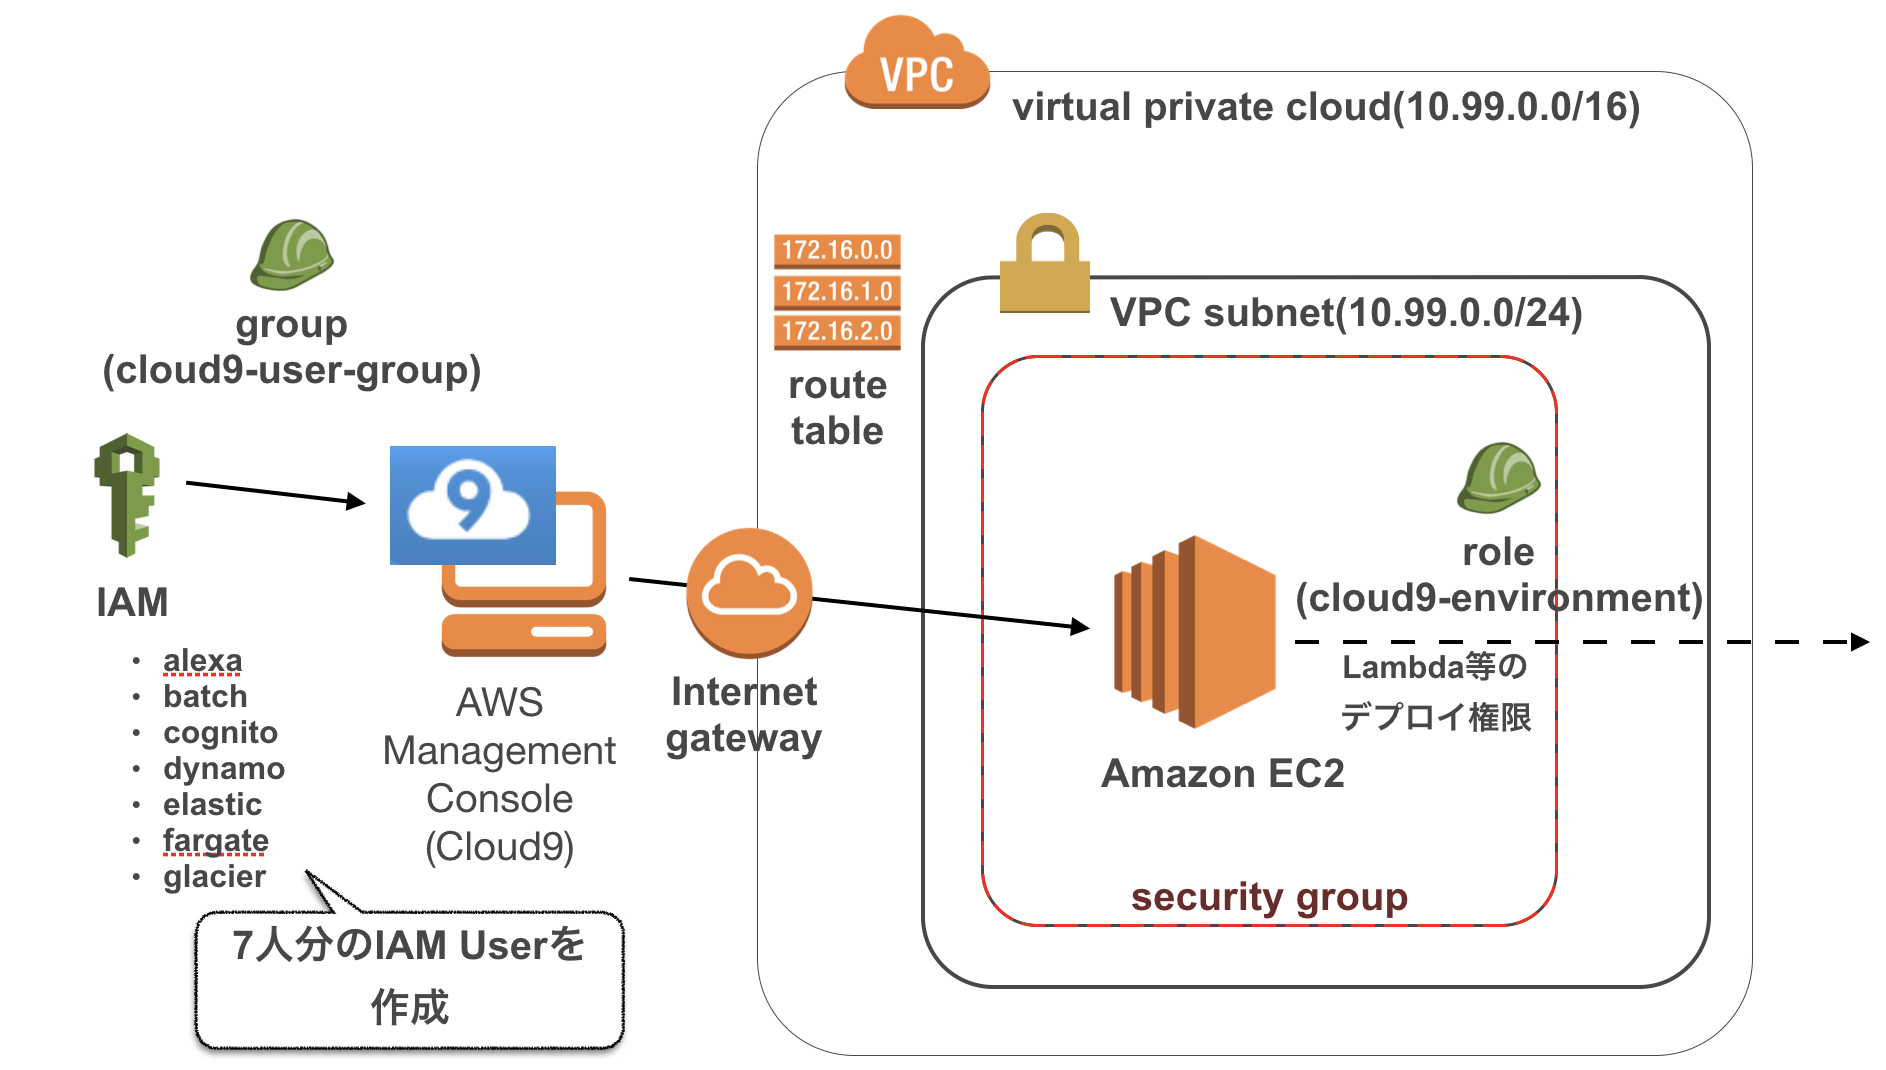 VPC
virtual private cloud(10.99.0.0/16)
172.16.0.0
172.16.1.0
172.16.2.0
route
table
VPC subnet(10.99.0.0/24)
group
(cloud9-user-group)
IAM
・ alexa
・ batch
・ cognito
・ dynamo
・ elastic
・ fargate
・ glacier
7人分のIAM Userを
作成
9
AWS
Management
Console
(Cloud9)
Internet
gateway
Amazon EC2
role
(cloud9-environment)
Lambda等の
デプロイ権限
security group